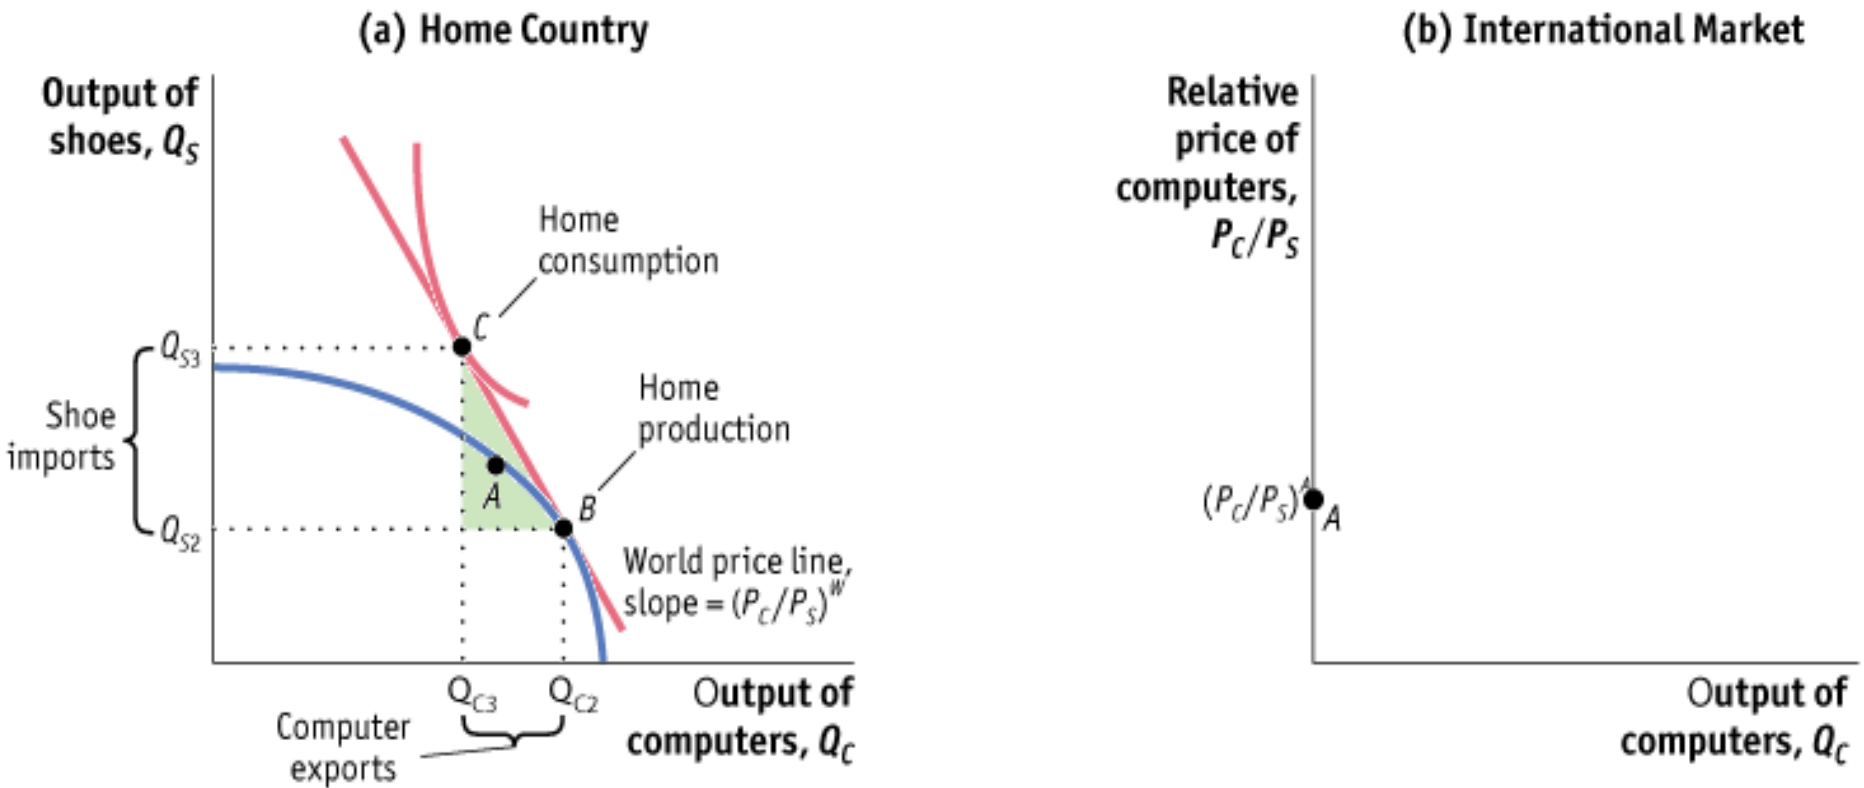 (a) Home Country
Output of
shoes, Q_S
Home
consumption
C
Q_S3
Home
production
Shoe
imports
A
B
Q_S2
World price line,
slope = (P_C/P_S)^W
Q_C3
Q_C2
Output of
computers, Q_C
Computer
exports
(b) International Market
Relative
price of
computers,
P_C/P_S
(P_C/P_S)^A
A
Output of
computers, Q_C